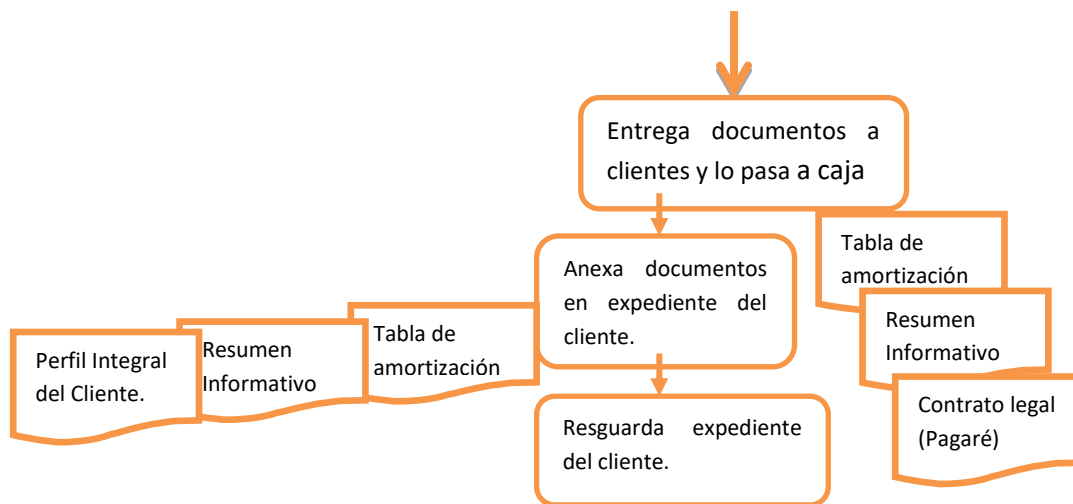 Entrega documentos a
clientes y lo pasa a caja
Tabla de
amortización
Anexa documentos
en expediente del
cliente.
Resumen
Informativo
Tabla de
amortización
Resumen
Informativo
Perfil Integral
del Cliente.
Contrato legal
(Pagaré)
Resguarda expediente
del cliente.